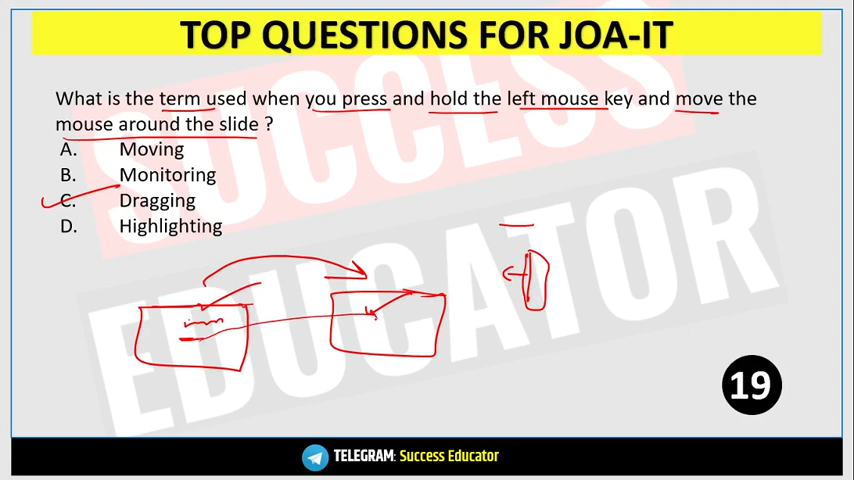 TOP QUESTIONS FOR JOA-IT
What is the term used when you press and hold the left mouse key and move the
mouse around the slide ?
A. Moving
B. Monitoring
C. Dragging
D. Highlighting
SUCCESS
EDUCATOR
19
TELEGRAM: Success Educator